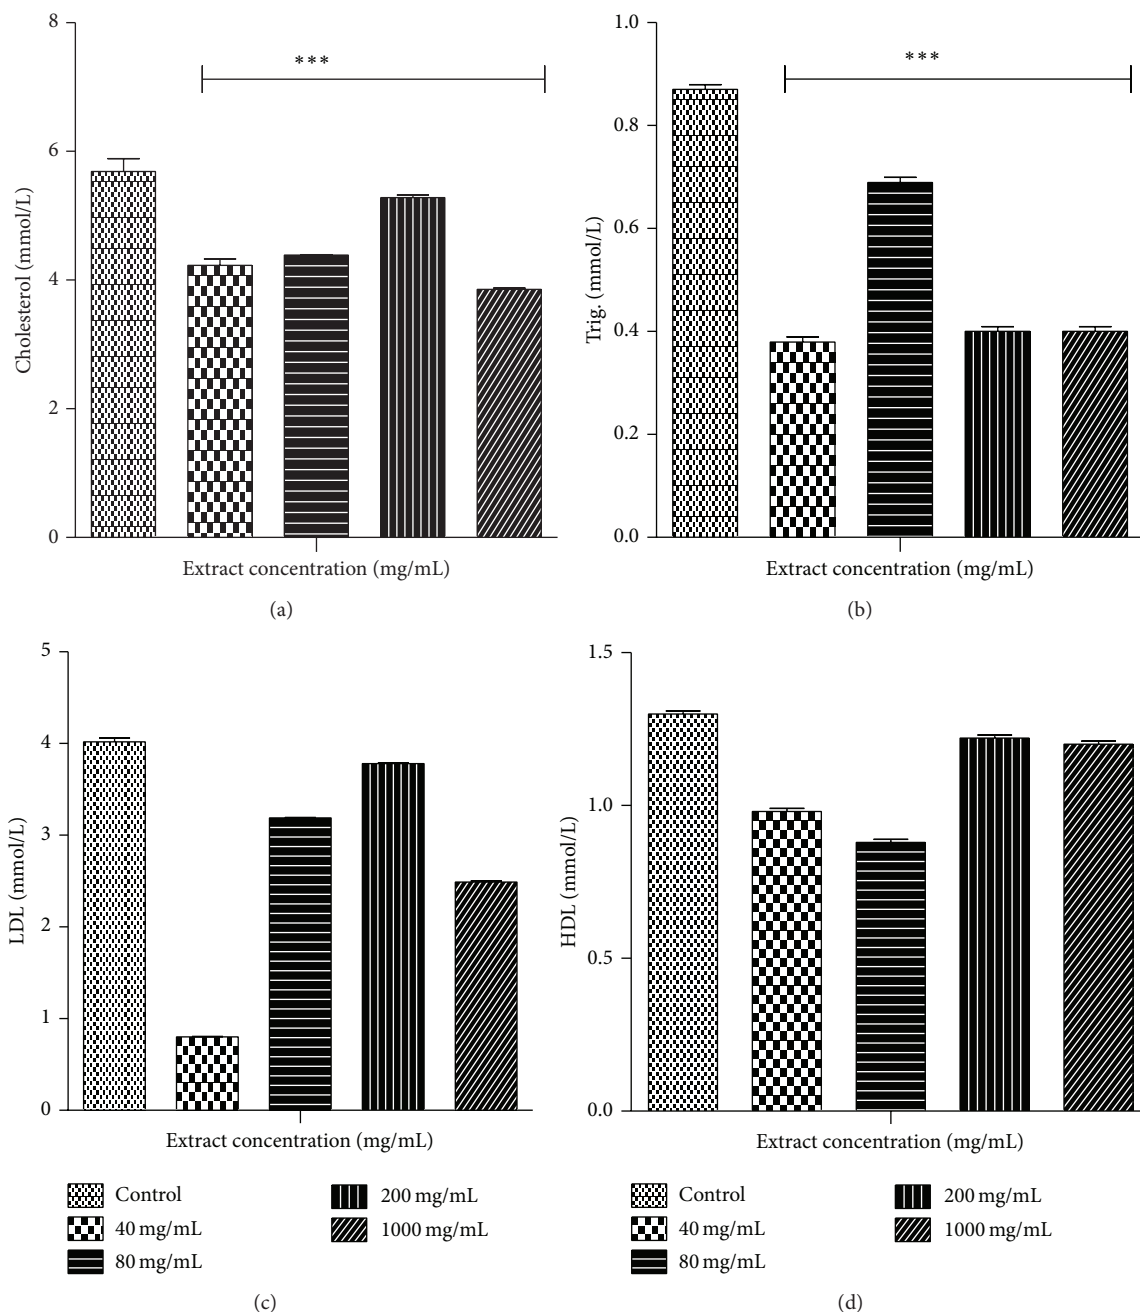 8
6
4
2
0
Cholesterol (mmol/L)
***
Extract concentration (mg/mL)
(a)
1.0
0.8
0.6
0.4
0.2
0.0
Trig. (mmol/L)
***
Extract concentration (mg/mL)
(b)
5
4
3
2
1
0
LDL (mmol/L)
Extract concentration (mg/mL)
Control
40 mg/mL
80 mg/mL
200 mg/mL
1000 mg/mL
(c)
1.5
1.0
0.5
0.0
HDL (mmol/L)
Extract concentration (mg/mL)
Control
40 mg/mL
80 mg/mL
200 mg/mL
1000 mg/mL
(d)